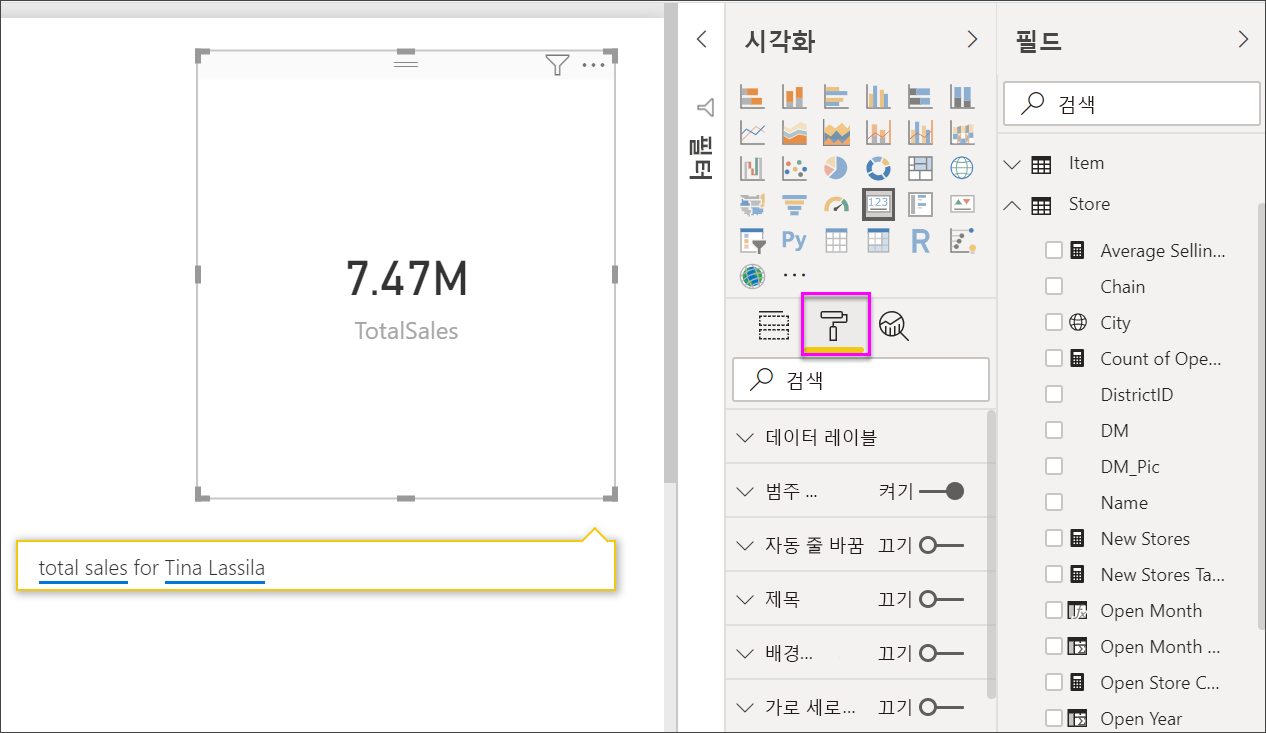 7.47M
TotalSales
total sales for Tina Lassila
필터
시각화
123
Py
R
검색
데이터 레이블
범주 ... 켜기
자동 줄 바꿈 끄기
제목 끄기
배경... 끄기
가로 세로... 끄기
필드
검색
Item
Store
Average Sellin...
Chain
City
Count of Ope...
DistrictID
DM
DM_Pic
Name
New Stores
New Stores Ta...
Open Month
Open Month ...
Open Store C...
Open Year